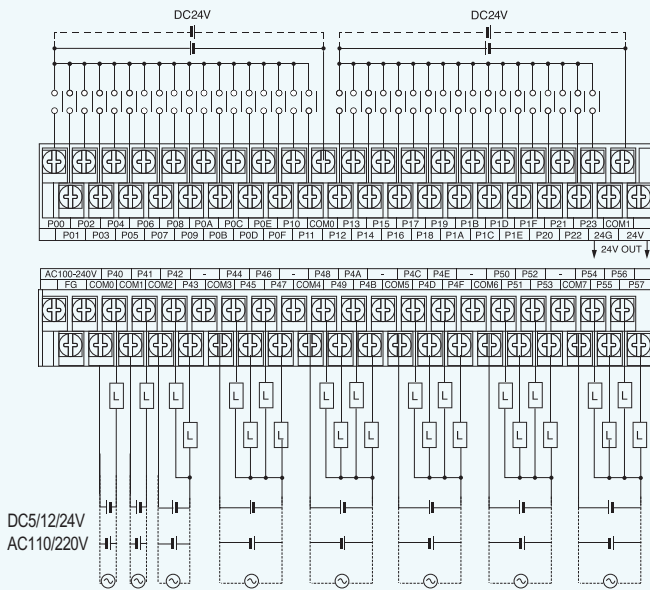 DC24V DC24V
P00 P02 P04 P06 P08 P0A P0C P0E P10 COM0 P13 P15 P17 P19 P1B P1D P1F P21 P23 COM1
P01 P03 P05 P07 P09 P0B P0D P0F P11 P12 P14 P16 P18 P1A P1C P1E P20 P22 24G 24V
24V OUT
AC100-240V P40 P41 P42 - P44 P46 - P48 P4A - P4C P4E - P50 P52 - P54 P56
FG COM0 COM1 COM2 P43 COM3 P45 P47 COM4 P49 P4B COM5 P4D P4F COM6 P51 P53 COM7 P55 P57
L L L L L L L L L L L L L
L L L L L L L L L L L
DC5/12/24V
AC110/220V